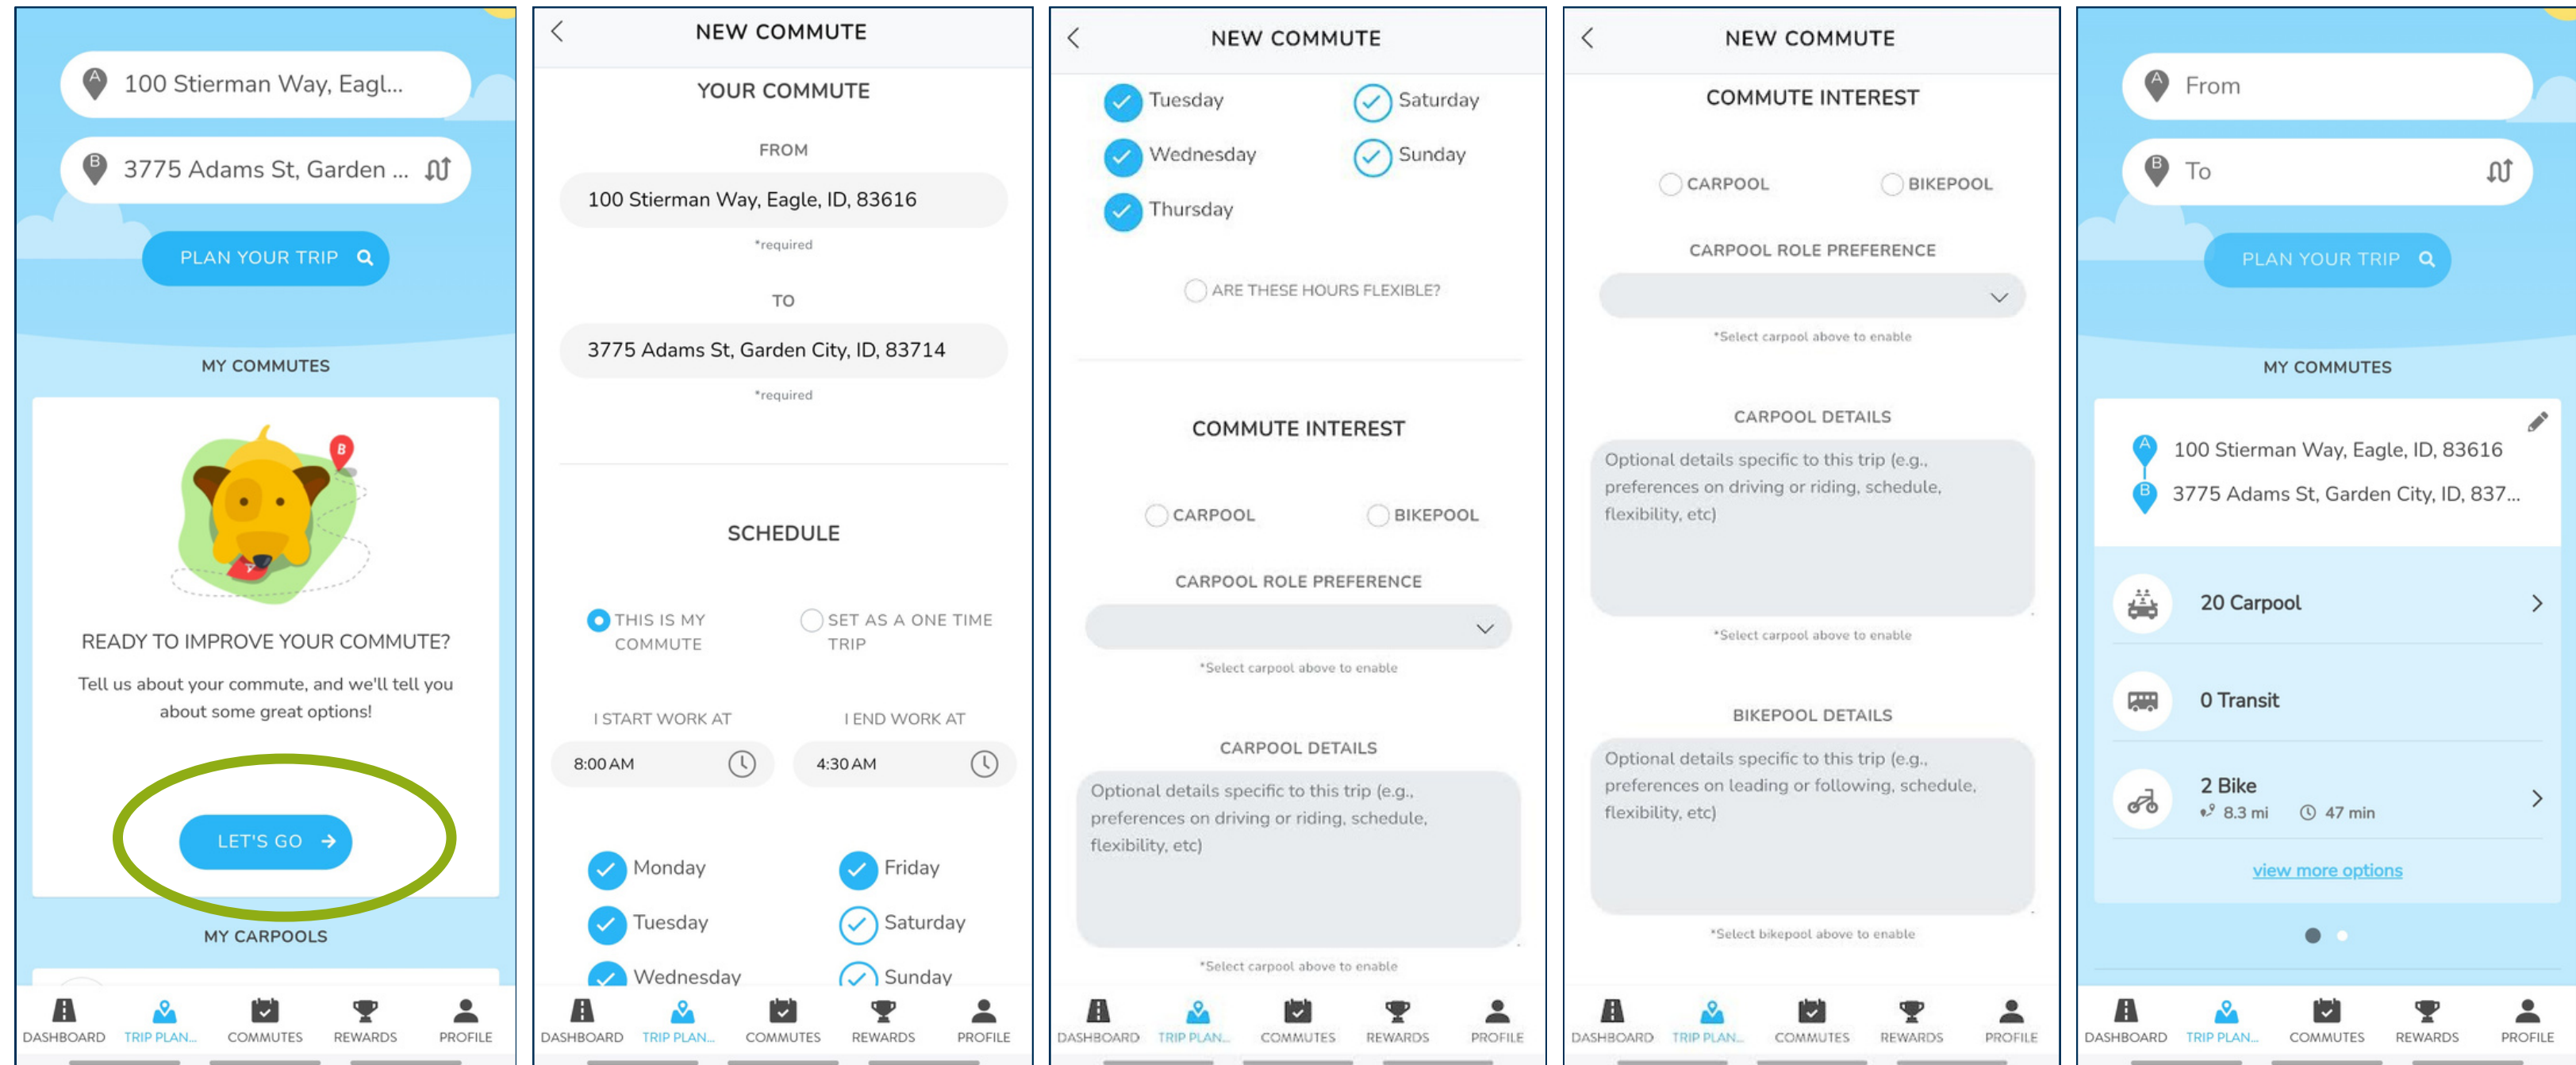 A
100 Stierman Way, Eagl...
B
3775 Adams St, Garden ...
PLAN YOUR TRIP
MY COMMUTES
B
A
READY TO IMPROVE YOUR COMMUTE?
Tell us about your commute, and we'll tell you
about some great options!
LET'S GO
MY CARPOOLS
DASHBOARD TRIP PLAN... COMMUTES REWARDS PROFILE
NEW COMMUTE
YOUR COMMUTE
FROM
100 Stierman Way, Eagle, ID, 83616
*required
TO
3775 Adams St, Garden City, ID, 83714
*required
SCHEDULE
THIS IS MY
COMMUTE
SET AS A ONE TIME
TRIP
I START WORK AT I END WORK AT
8:00 AM 4:30 AM
Monday Friday
Tuesday Saturday
Wednesday Sunday
DASHBOARD TRIP PLAN... COMMUTES REWARDS PROFILE
NEW COMMUTE
Tuesday Saturday
Wednesday Sunday
Thursday
ARE THESE HOURS FLEXIBLE?
COMMUTE INTEREST
CARPOOL BIKEPOOL
CARPOOL ROLE PREFERENCE
*Select carpool above to enable
CARPOOL DETAILS
Optional details specific to this trip (e.g.,
preferences on driving or riding, schedule,
flexibility, etc)
*Select carpool above to enable
DASHBOARD TRIP PLAN... COMMUTES REWARDS PROFILE
NEW COMMUTE
COMMUTE INTEREST
CARPOOL BIKEPOOL
CARPOOL ROLE PREFERENCE
*Select carpool above to enable
CARPOOL DETAILS
Optional details specific to this trip (e.g.,
preferences on driving or riding, schedule,
flexibility, etc)
*Select carpool above to enable
BIKEPOOL DETAILS
Optional details specific to this trip (e.g.,
preferences on leading or following, schedule,
flexibility, etc)
*Select bikepool above to enable
DASHBOARD TRIP PLAN... COMMUTES REWARDS PROFILE
A
From
B
To
PLAN YOUR TRIP
MY COMMUTES
A
100 Stierman Way, Eagle, ID, 83616
B
3775 Adams St, Garden City, ID, 837...
20 Carpool
0 Transit
2 Bike
8.3 mi 47 min
view more options
DASHBOARD TRIP PLAN... COMMUTES REWARDS PROFILE